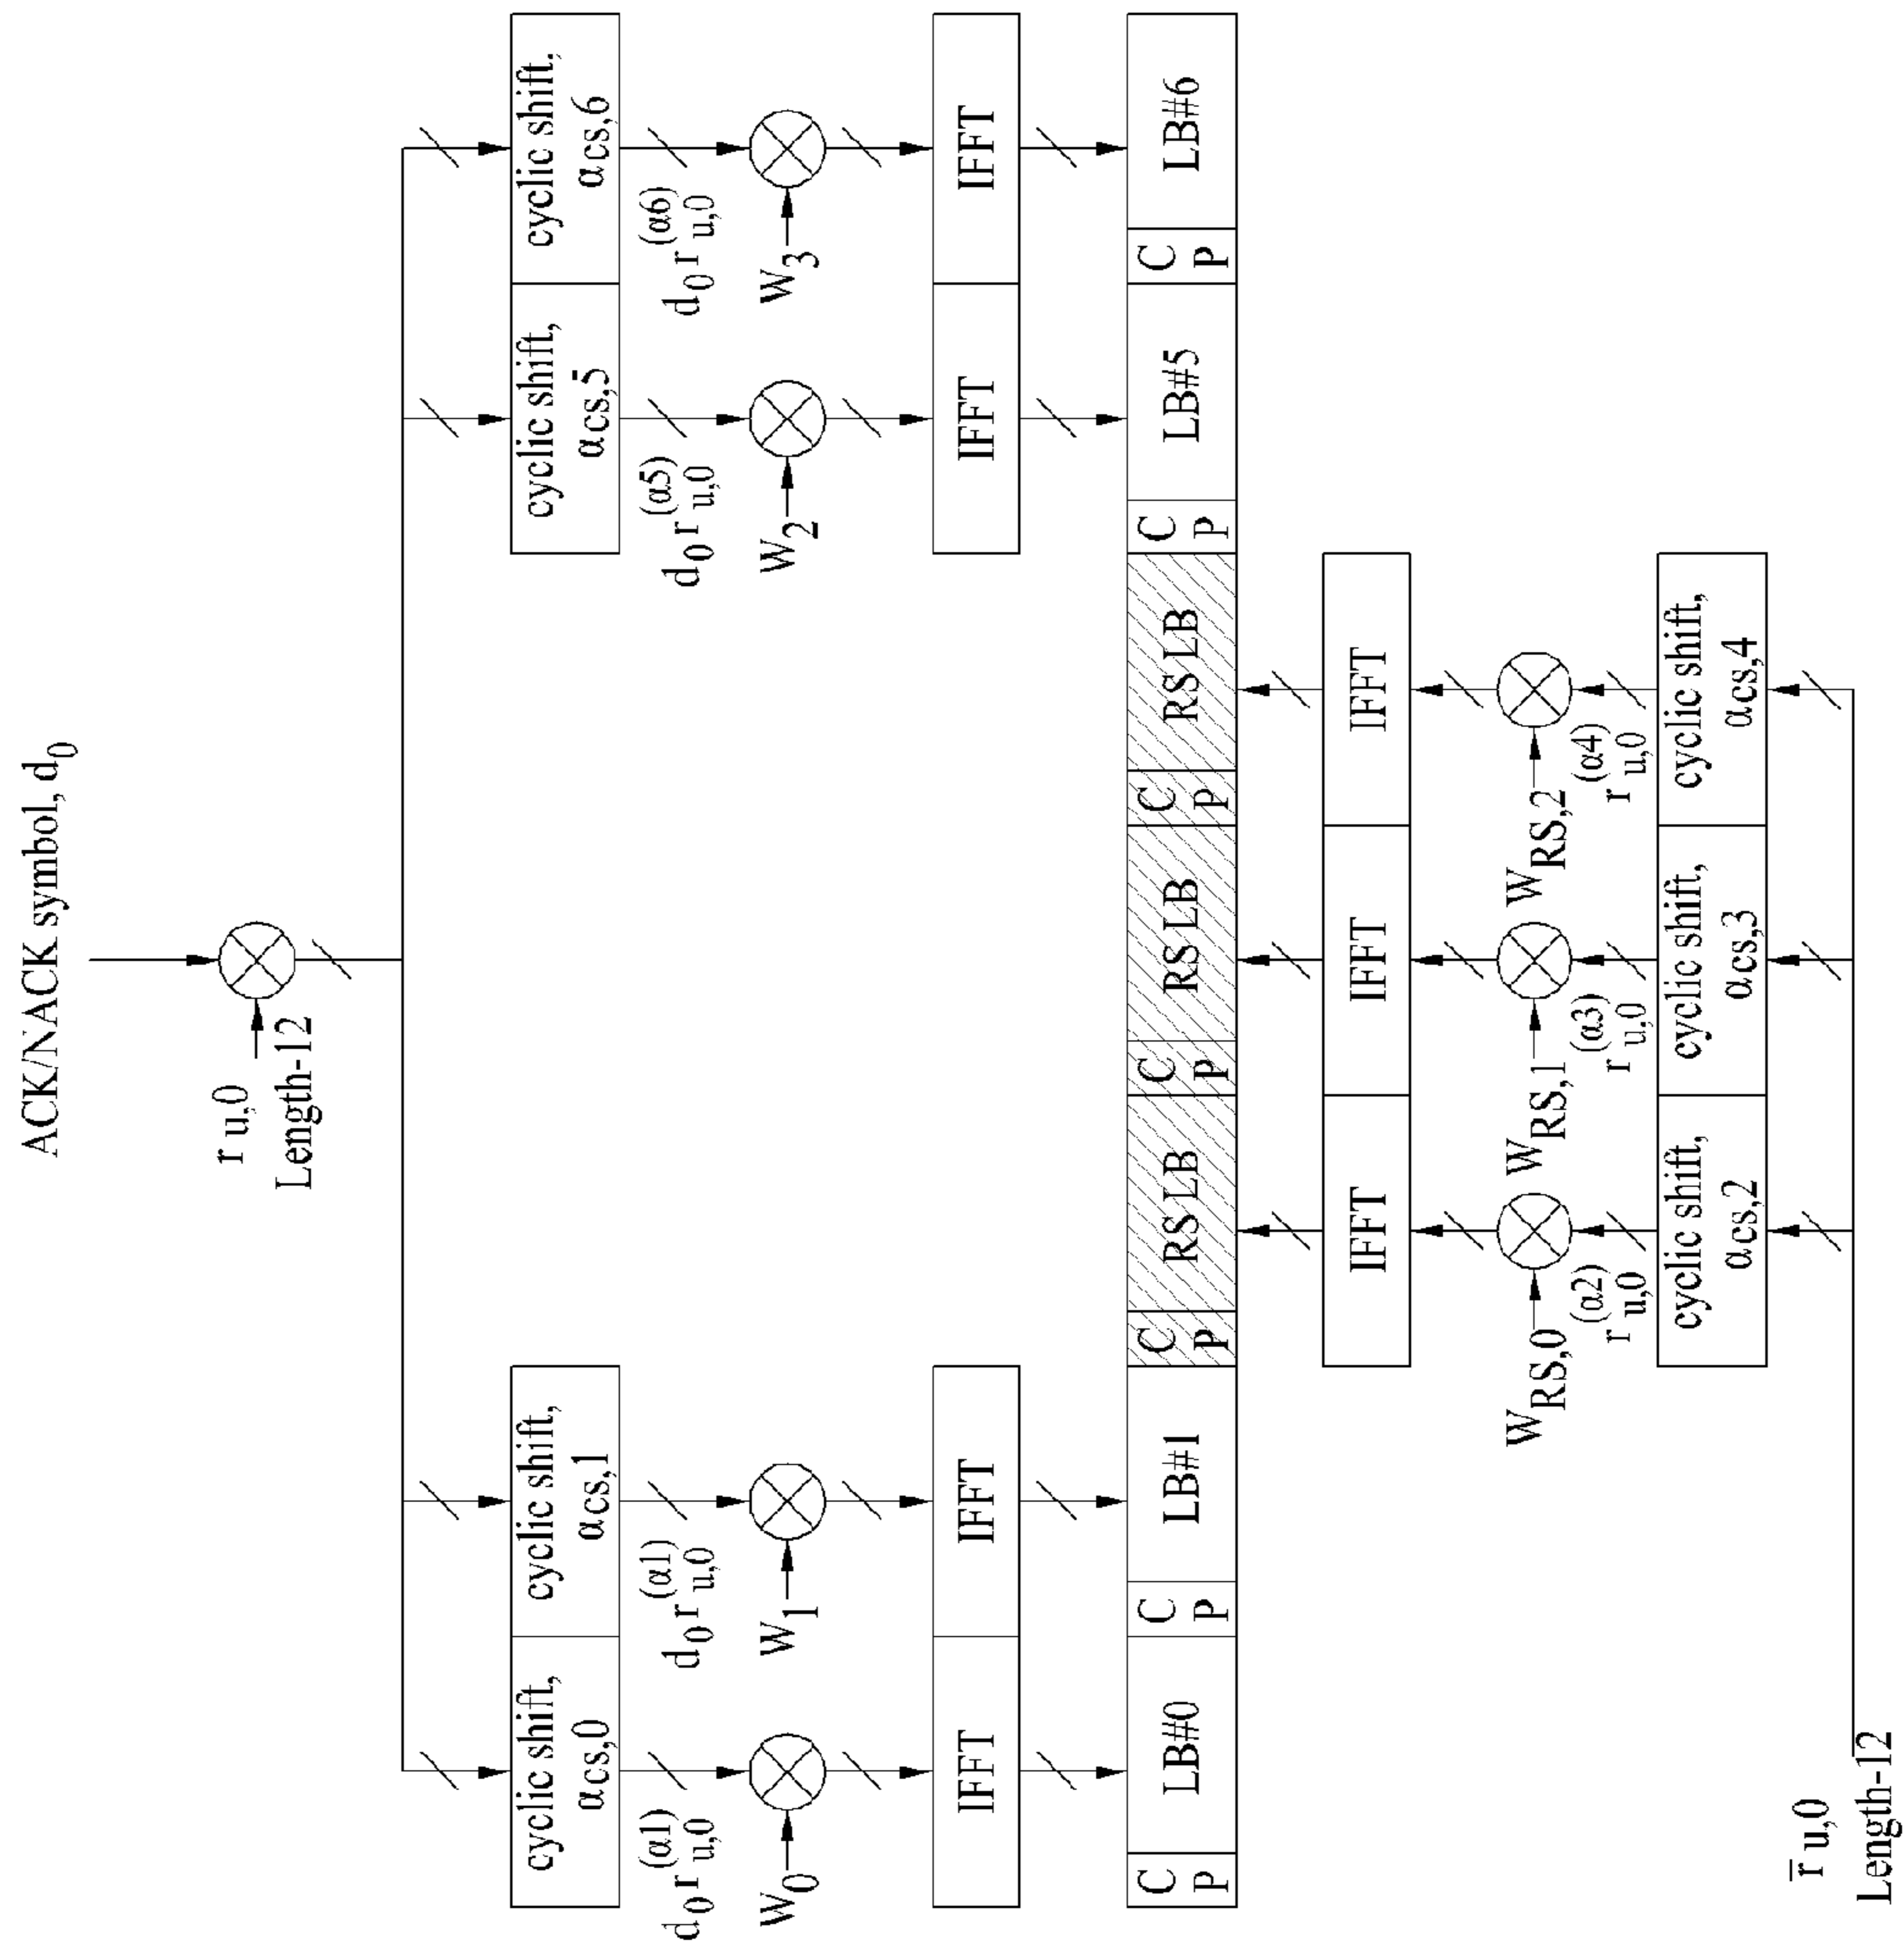 ACK/NACK symbol, d0
r u,0
Length-12
cyclic shift, αcs,0
cyclic shift, αcs,1
cyclic shift, αcs,5
cyclic shift, αcs,6
d0 r u,0 (α1)
d0 r u,0 (α1)
d0 r u,0 (α5)
d0 r u,0 (α6)
W0
W1
W2
W3
IFFT
IFFT
IFFT
IFFT
CP
LB#0
CP
LB#1
CP
RS LB
CP
RS LB
CP
RS LB
CP
LB#5
CP
LB#6
IFFT
IFFT
IFFT
WRS,0
WRS,1
WRS,2
r u,0 (α2)
r u,0 (α3)
r u,0 (α4)
cyclic shift, αcs,2
cyclic shift, αcs,3
cyclic shift, αcs,4
r̄ u,0
Length-12